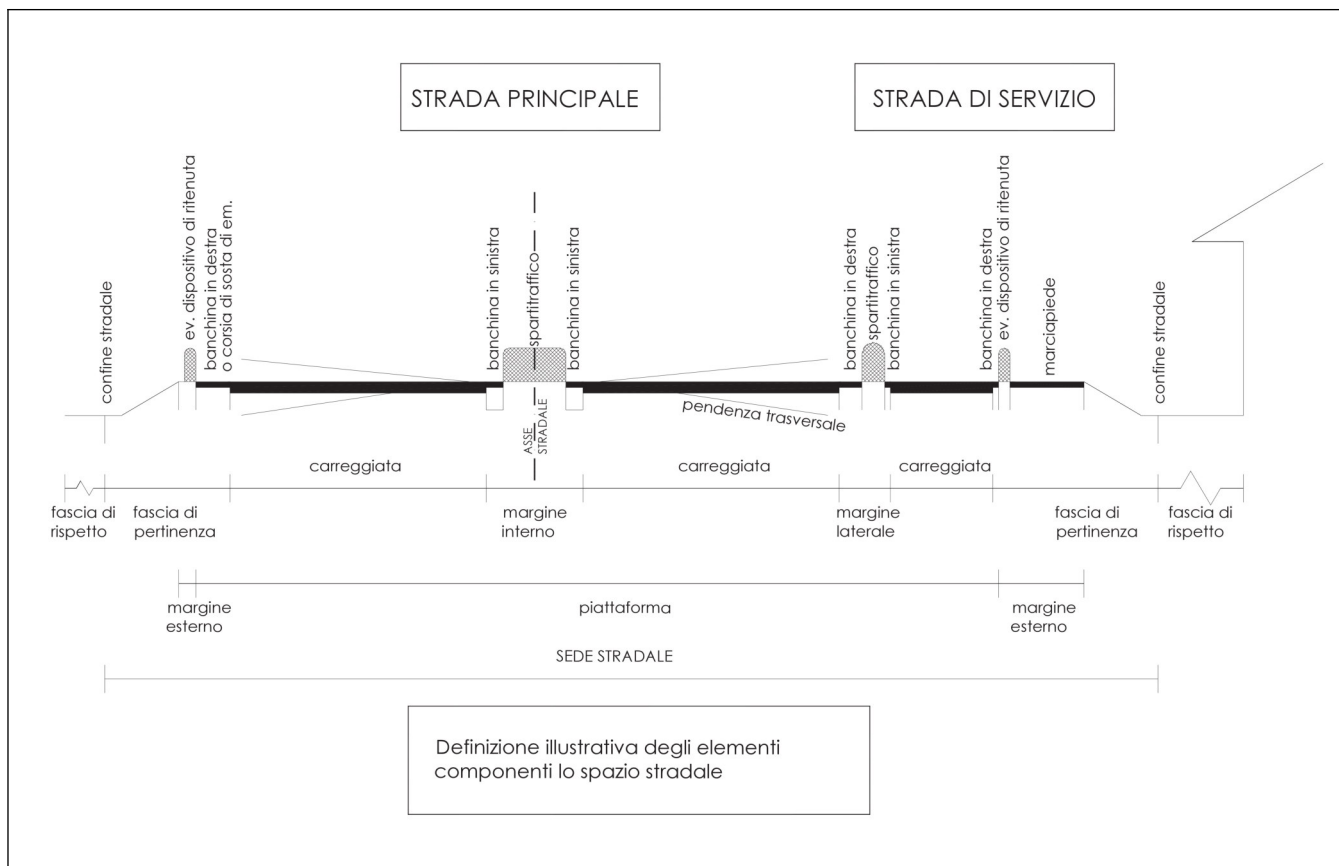 STRADA PRINCIPALE
STRADA DI SERVIZIO
confine stradale
ev. dispositivo di ritenuta
banchina in destra
o corsia di sosta di em.
banchina in sinistra
spartitraffico
banchina in sinistra
banchina in destra
spartitraffico
banchina in sinistra
banchina in destra
ev. dispositivo di ritenuta
marciapiede
confine stradale
pendenza trasversale
ASSE
STRADALE
carreggiata
carreggiata
carreggiata
fascia di
rispetto
fascia di
pertinenza
margine
interno
margine
laterale
fascia di
pertinenza
fascia di
rispetto
margine
esterno
piattaforma
margine
esterno
SEDE STRADALE
Definizione illustrativa degli elementi
componenti lo spazio stradale